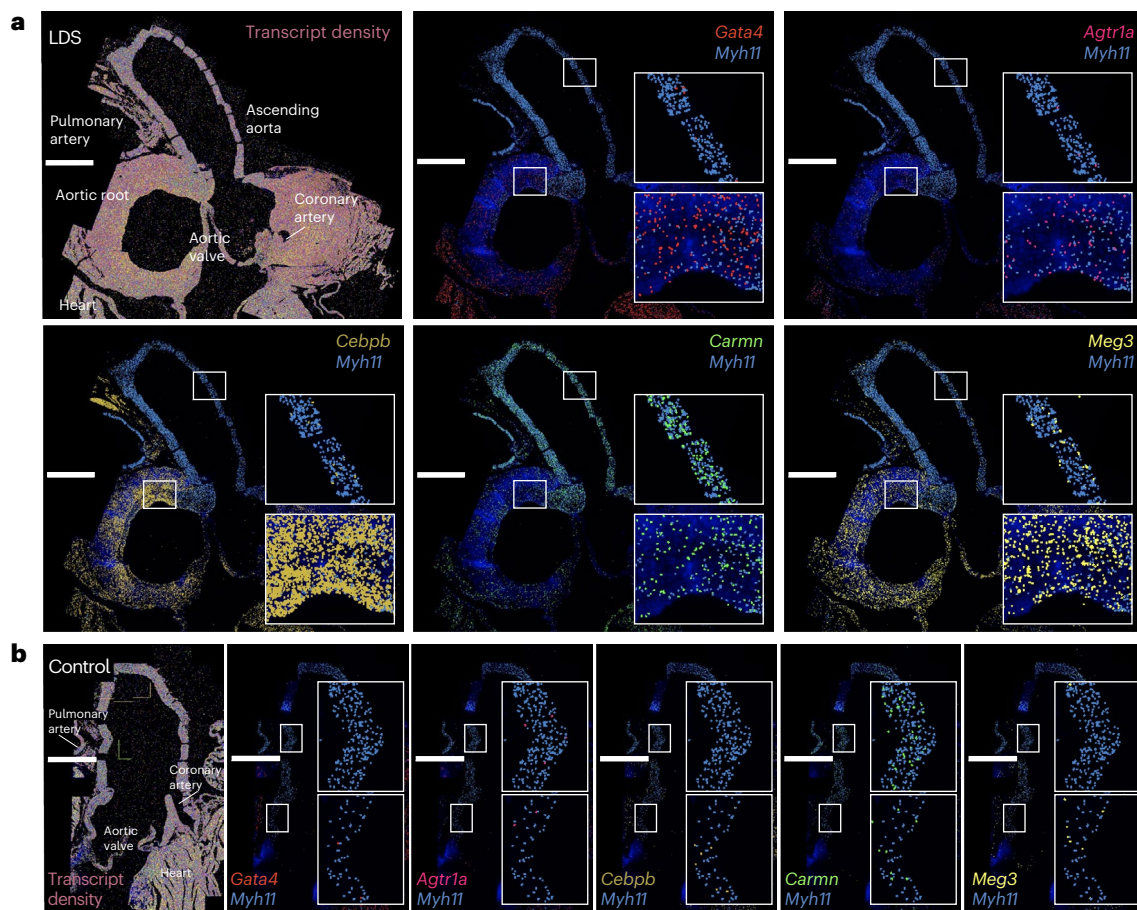 a
LDS
Transcript density
Pulmonary
artery
Ascending
aorta
Aortic root
Coronary
artery
Aortic
valve
Heart
Gata4
Myh11
Agtr1a
Myh11
Cebpb
Myh11
Carmn
Myh11
Meg3
Myh11
b
Control
Pulmonary
artery
Coronary
artery
Aortic
valve
Heart
Transcript
density
Gata4
Myh11
Agtr1a
Myh11
Cebpb
Myh11
Carmn
Myh11
Meg3
Myh11